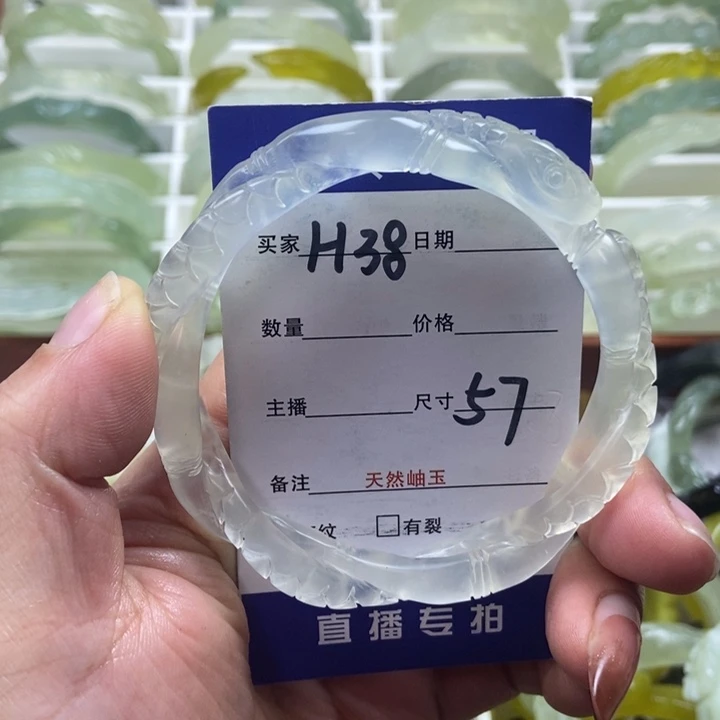 买家 H38 日期
数量 价格
主播 尺寸 57
备注 天然岫玉
纹 有裂
直播专拍